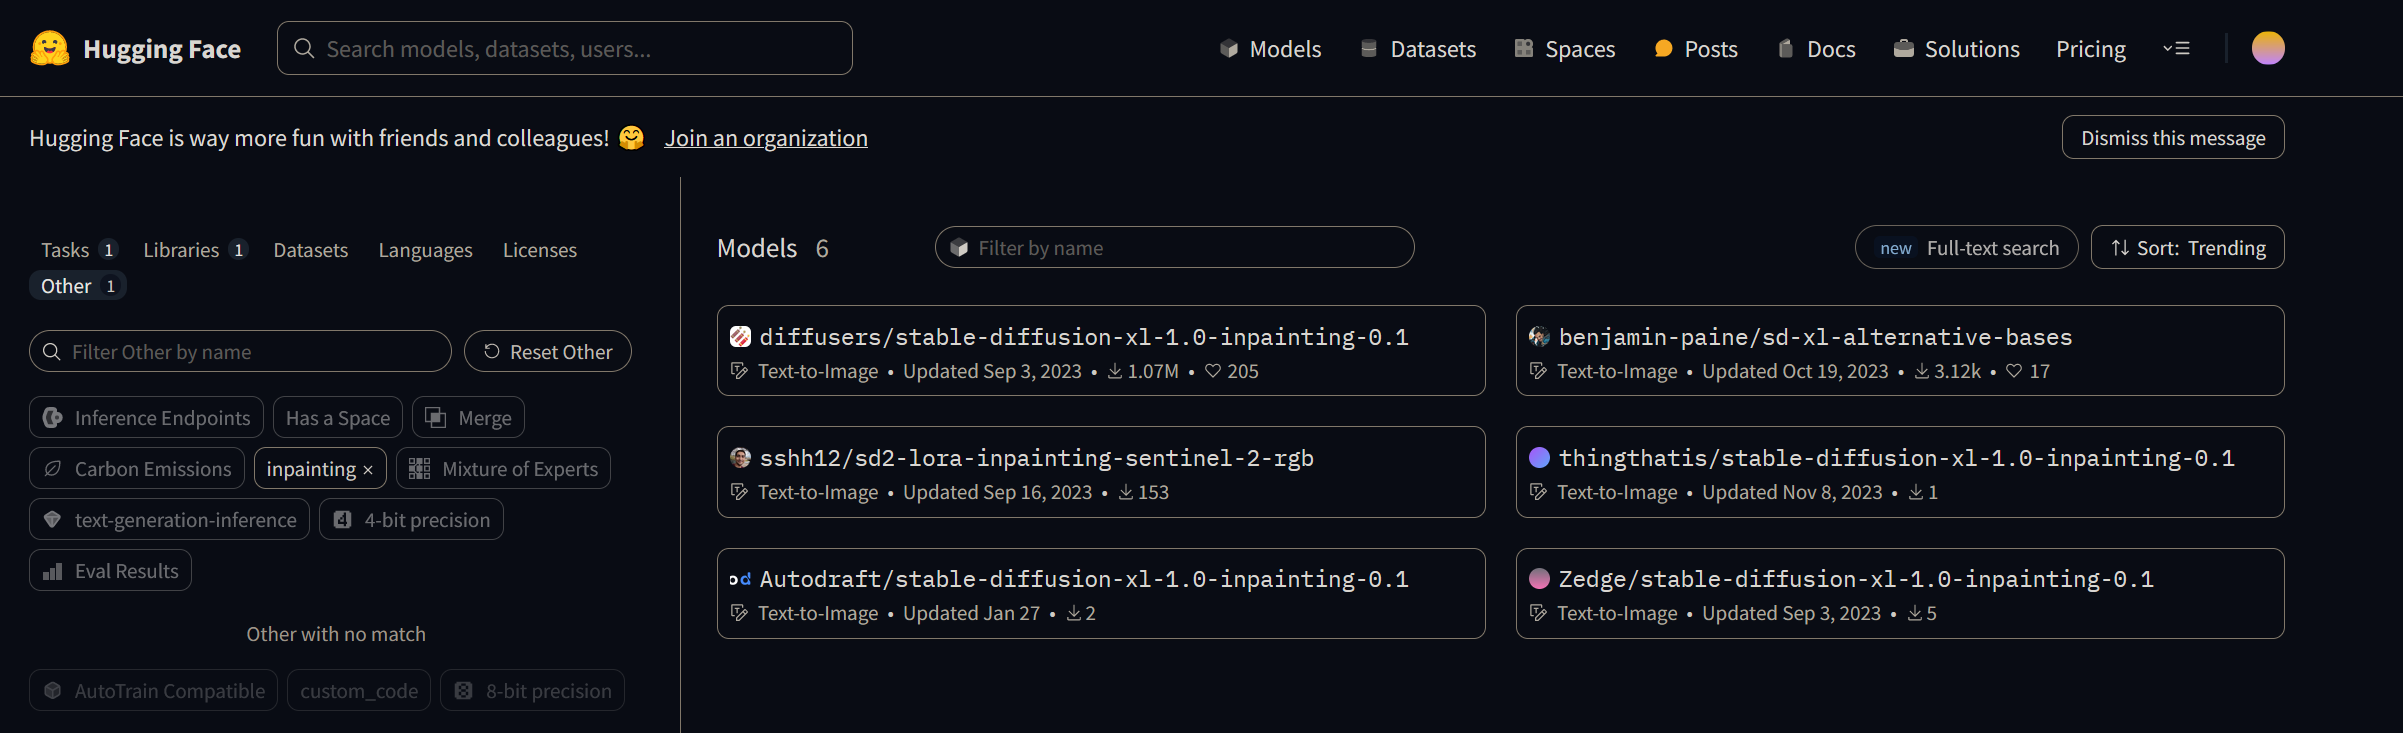 Hugging Face
Search models, datasets, users...
Models
Datasets
Spaces
Posts
Docs
Solutions
Pricing
Hugging Face is way more fun with friends and colleagues! 🤗 Join an organization
Dismiss this message
Tasks 1
Libraries 1
Datasets
Languages
Licenses
Other 1
Filter Other by name
Reset Other
Inference Endpoints
Has a Space
Merge
Carbon Emissions
inpainting ×
Mixture of Experts
text-generation-inference
4-bit precision
Eval Results
Other with no match
AutoTrain Compatible
custom_code
8-bit precision
Models 6
Filter by name
new Full-text search
Sort: Trending
diffusers/stable-diffusion-xl-1.0-inpainting-0.1
Text-to-Image • Updated Sep 3, 2023 • 1.07M • 205
benjamin-paine/sd-xl-alternative-bases
Text-to-Image • Updated Oct 19, 2023 • 3.12k • 17
sshh12/sd2-lora-inpainting-sentinel-2-rgb
Text-to-Image • Updated Sep 16, 2023 • 153
thingthatis/stable-diffusion-xl-1.0-inpainting-0.1
Text-to-Image • Updated Nov 8, 2023 • 1
Autodraft/stable-diffusion-xl-1.0-inpainting-0.1
Text-to-Image • Updated Jan 27 • 2
Zedge/stable-diffusion-xl-1.0-inpainting-0.1
Text-to-Image • Updated Sep 3, 2023 • 5